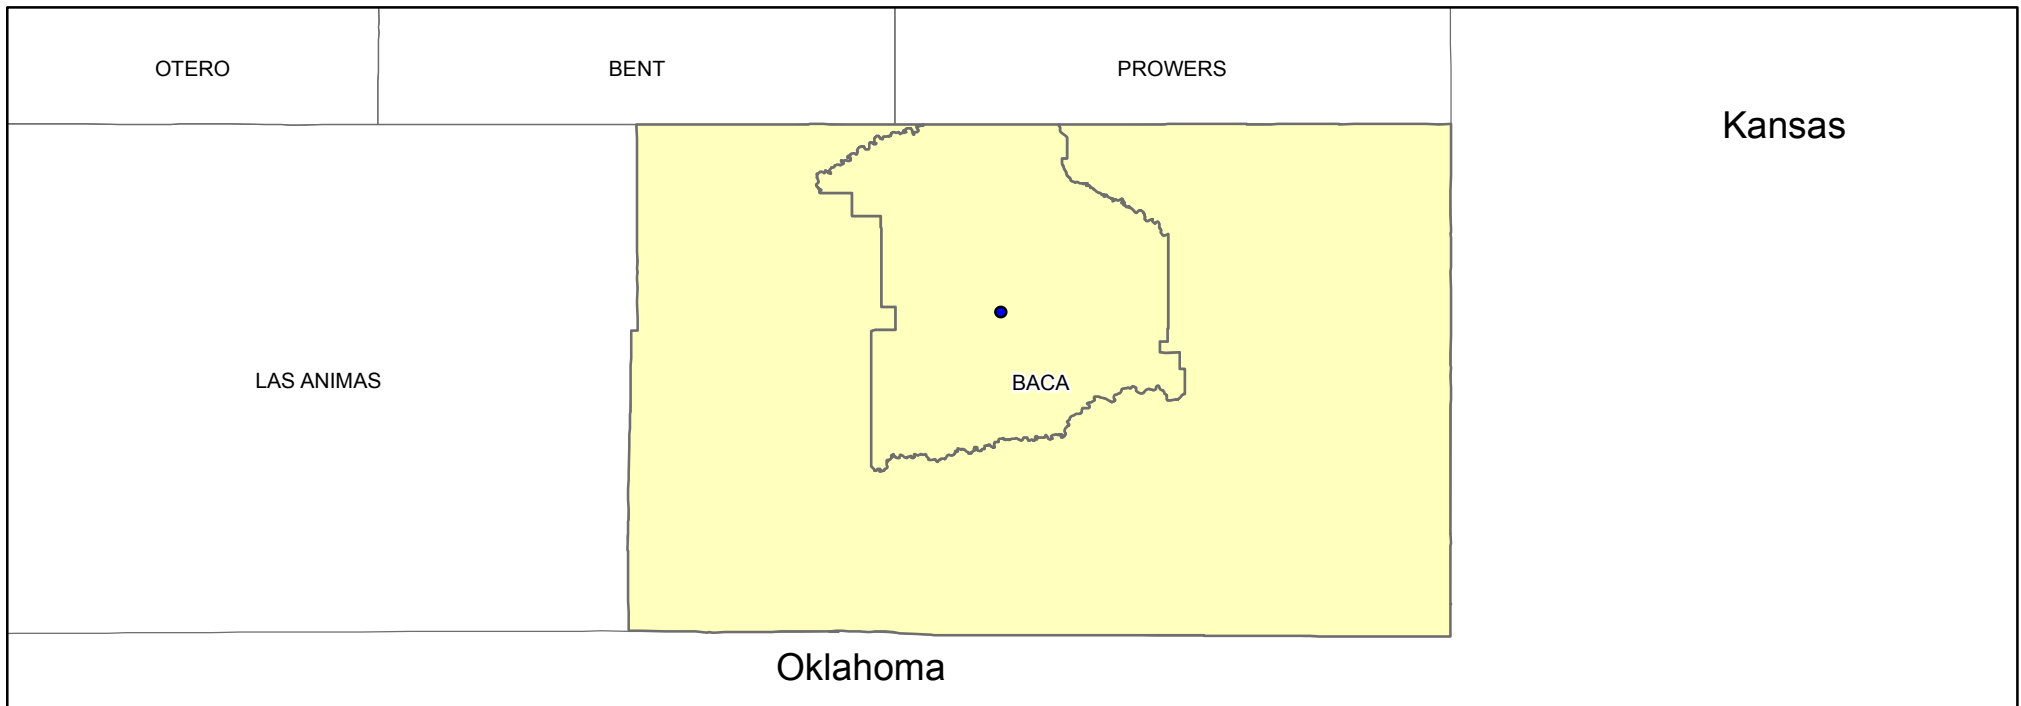 OTERO
BENT
PROWERS
Kansas
LAS ANIMAS
BACA
Oklahoma